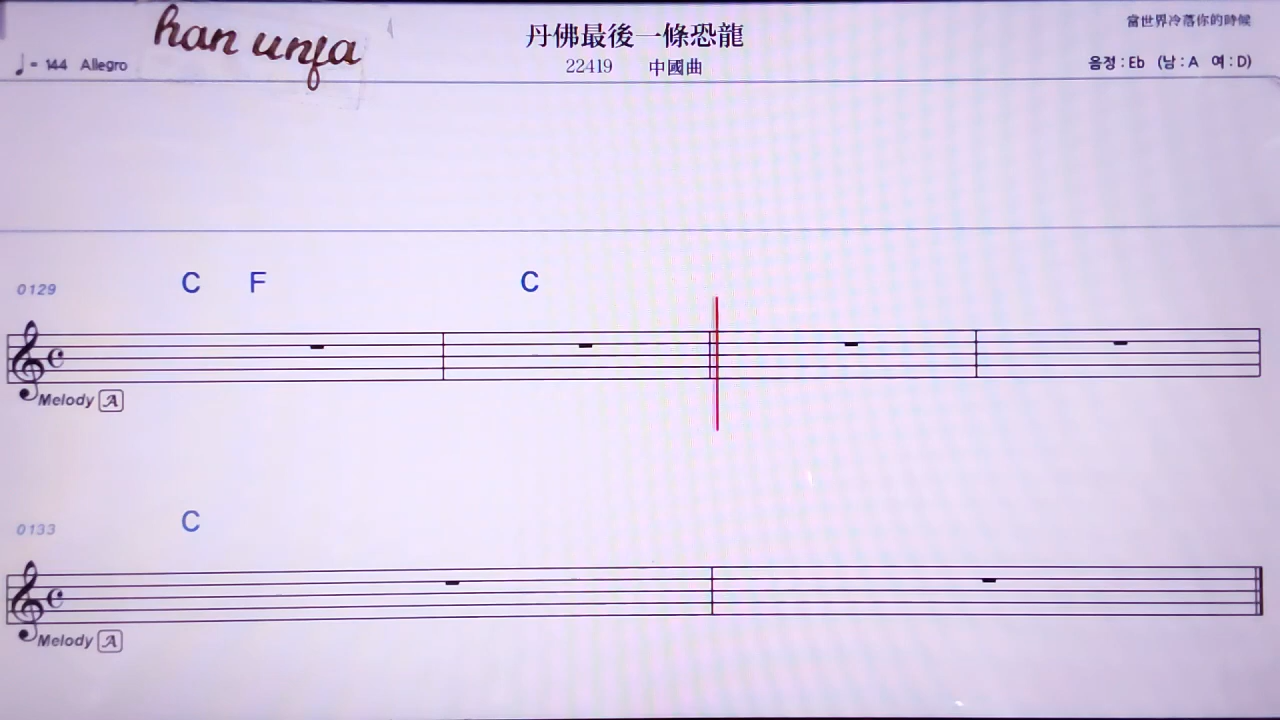 han unfa
丹佛最後一條恐龍
當世界冷落你的時候
♩= 144 Allegro
22419 中國曲
음정 : Eb (남 : A 여 : D)
C F C
0129
Melody A
C
0133
Melody A